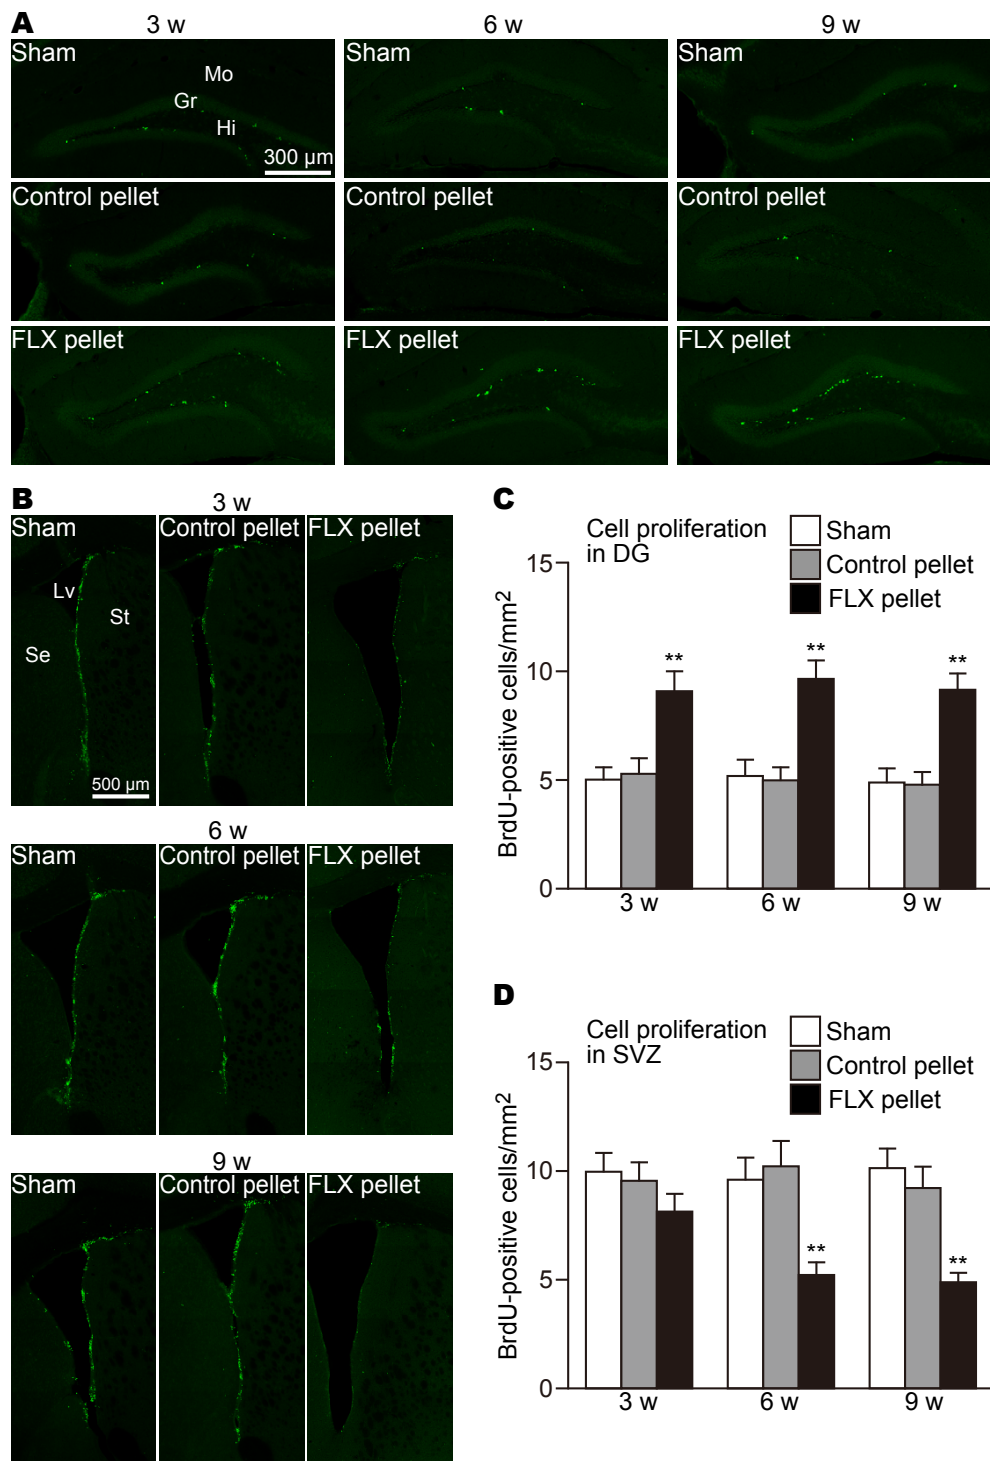 A
3 w
6 w
9 w
Sham
Mo
Gr
Hi
300 µm
Sham
Sham
Control pellet
Control pellet
Control pellet
FLX pellet
FLX pellet
FLX pellet
B
3 w
Sham
Control pellet
FLX pellet
Lv
St
Se
500 µm
6 w
Sham
Control pellet
FLX pellet
9 w
Sham
Control pellet
FLX pellet
C
Cell proliferation
in DG
Sham
Control pellet
FLX pellet
BrdU-positive cells/mm2
15
10
5
0
**
**
**
3 w
6 w
9 w
D
Cell proliferation
in SVZ
Sham
Control pellet
FLX pellet
BrdU-positive cells/mm2
15
10
5
0
**
**
3 w
6 w
9 w